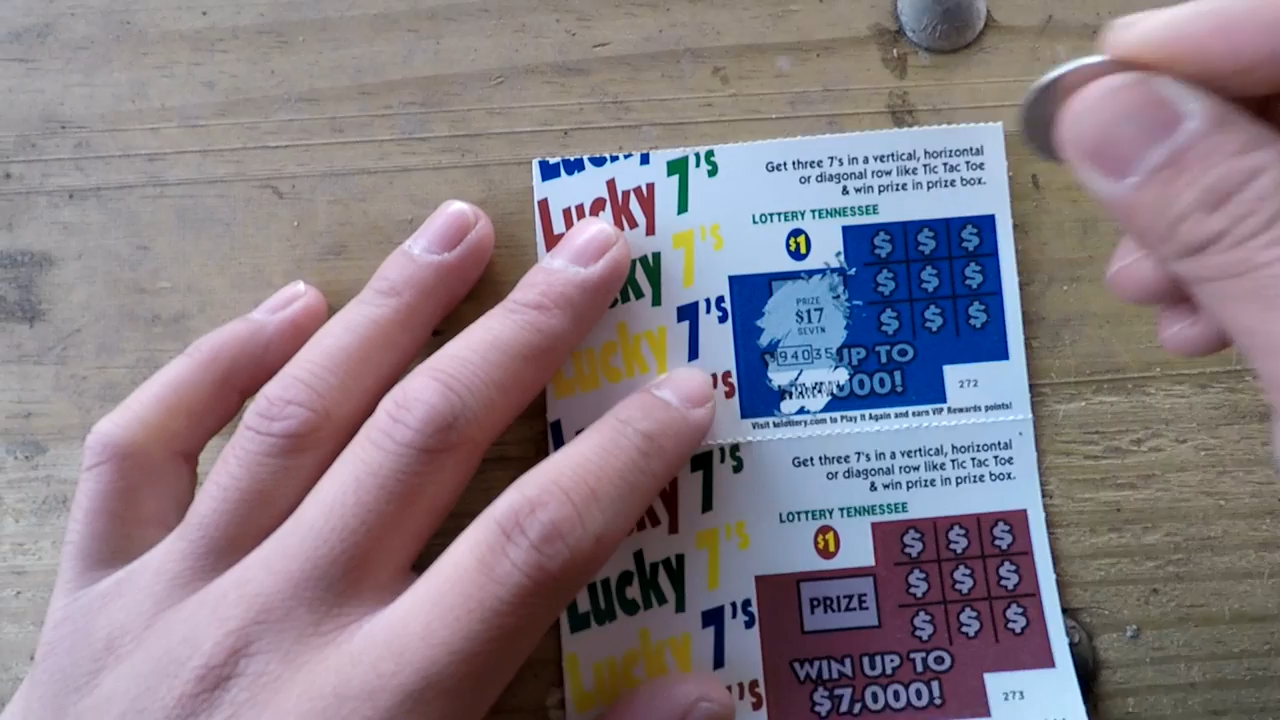 Lucky
Lucky 7's
ky 7's
Lucky 7's
's
Get three 7's in a vertical, horizontal
or diagonal row like Tic Tac Toe
& win prize in prize box.
LOTTERY TENNESSEE
$1
$ $ $
$ $ $
$ $ $
PRIZE
$17
SEVTN
94035
UP TO
000!
272
Visit tnlottery.com to Play It Again and earn VIP Rewards points!
7's
ky 7's
Lucky 7's
Lucky
's
Get three 7's in a vertical, horizontal
or diagonal row like Tic Tac Toe
& win prize in prize box.
LOTTERY TENNESSEE
$1
$ $ $
$ $ $
$ $ $
PRIZE
WIN UP TO
$7,000!
273